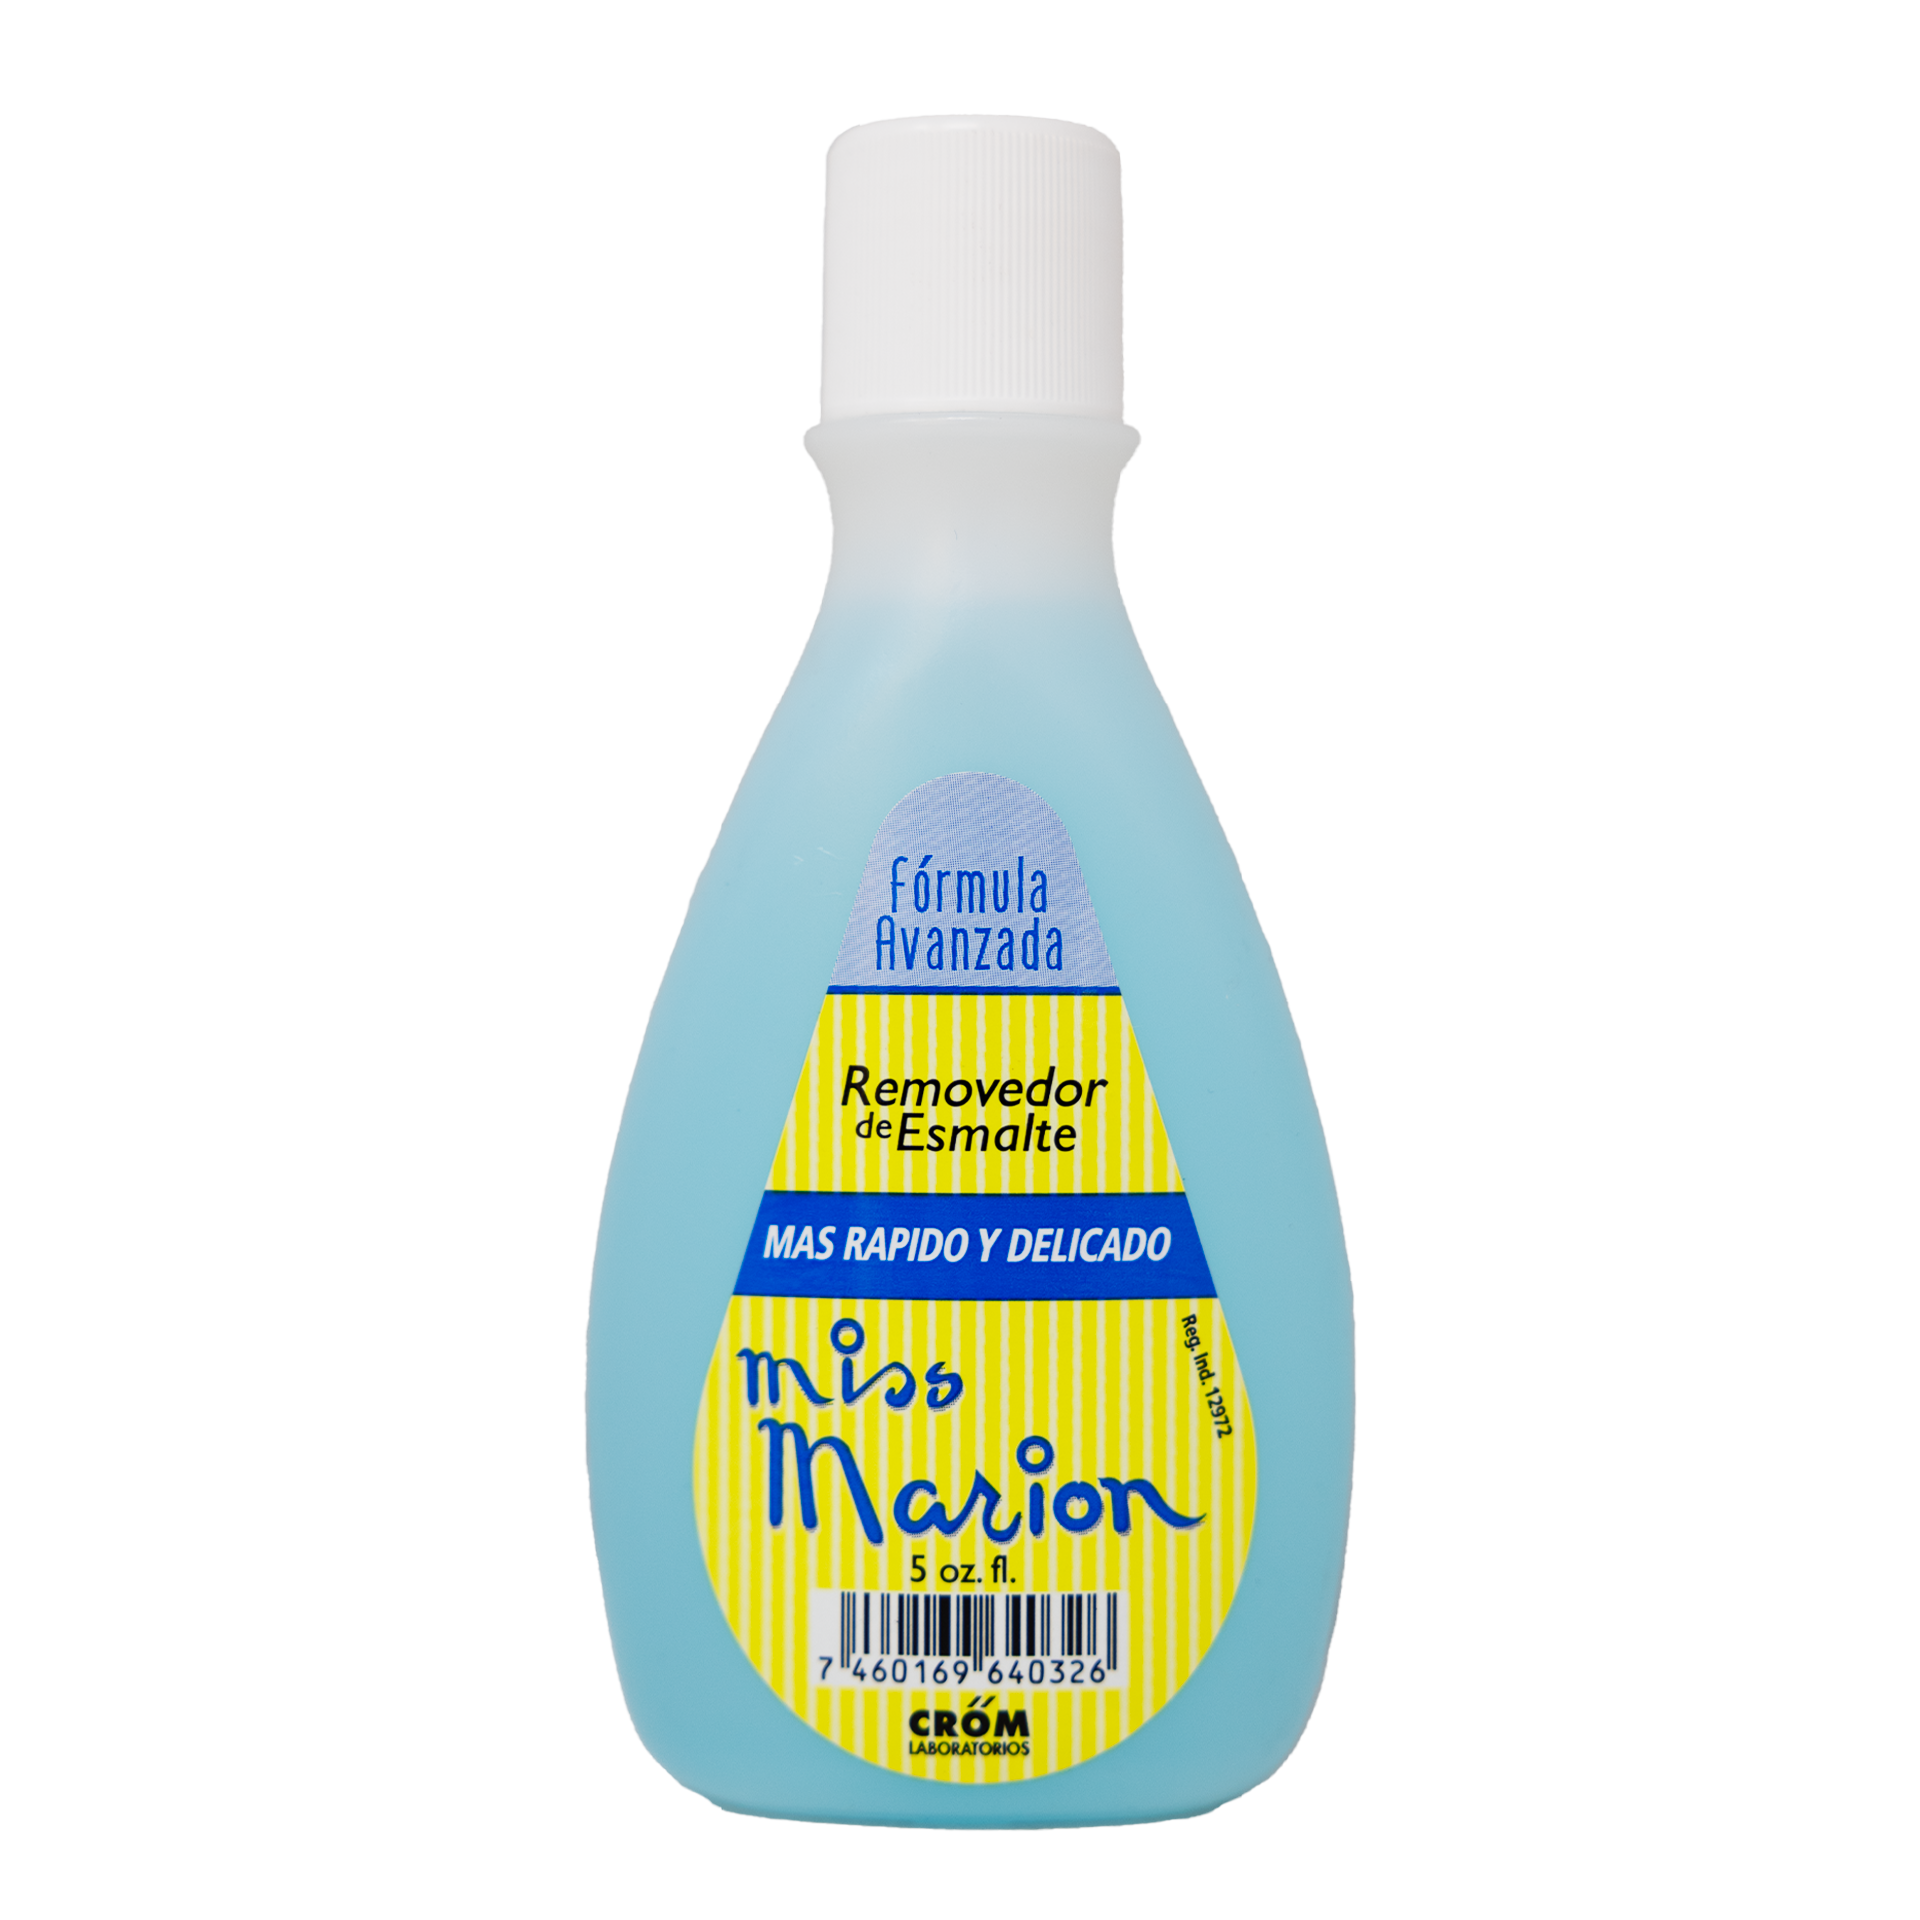 Fórmula
Avanzada
Removedor
de Esmalte
MAS RAPIDO Y DELICADO
Reg. Ind. 12972
miss
Marion
5 oz. fl.
7 460169 640326
CRÖM
LABORATORIOS